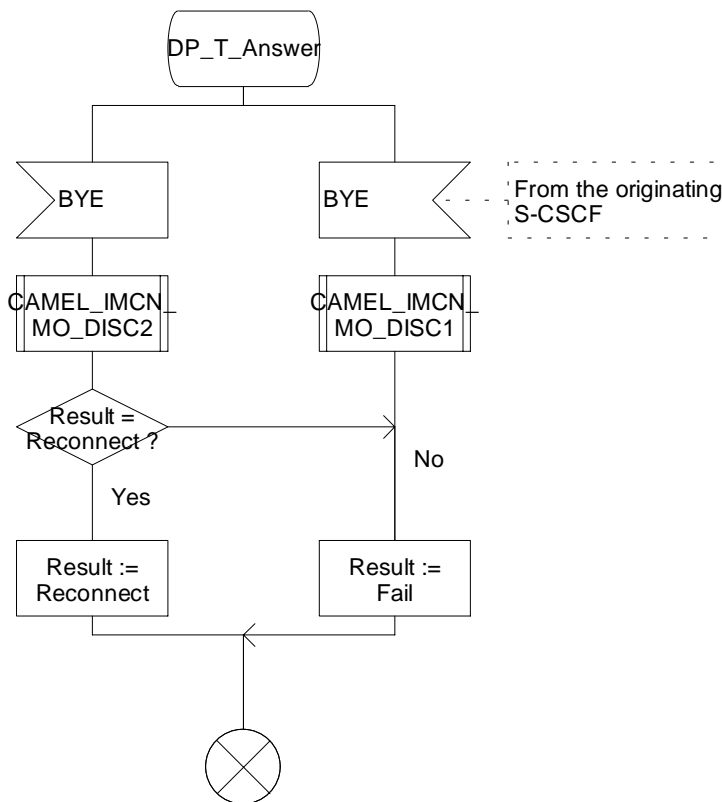 DP_T_Answer
BYE
BYE
From the originating
S-CSCF
CAMEL_IMCN_
MO_DISC2
CAMEL_IMCN_
MO_DISC1
Result =
Reconnect ?
No
Yes
Result :=
Reconnect
Result :=
Fail